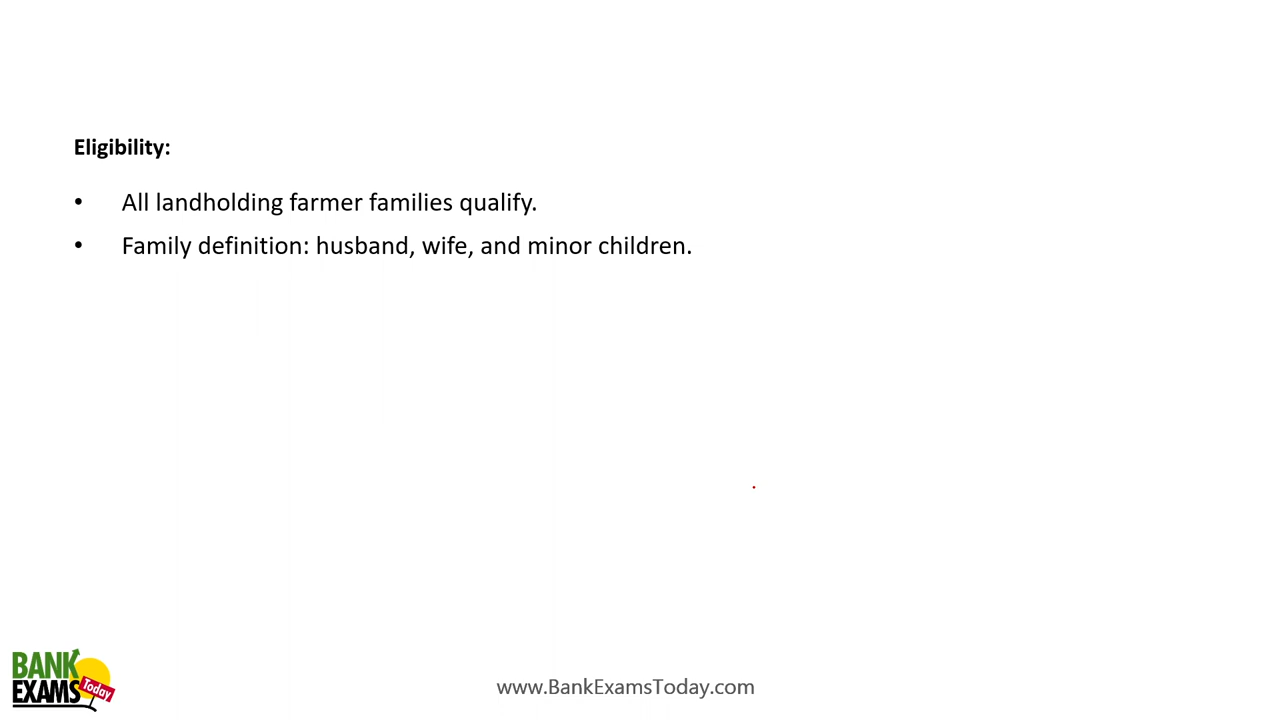 Eligibility:
• All landholding farmer families qualify.
• Family definition: husband, wife, and minor children.
BANK
EXAMS Today
www.BankExamsToday.com